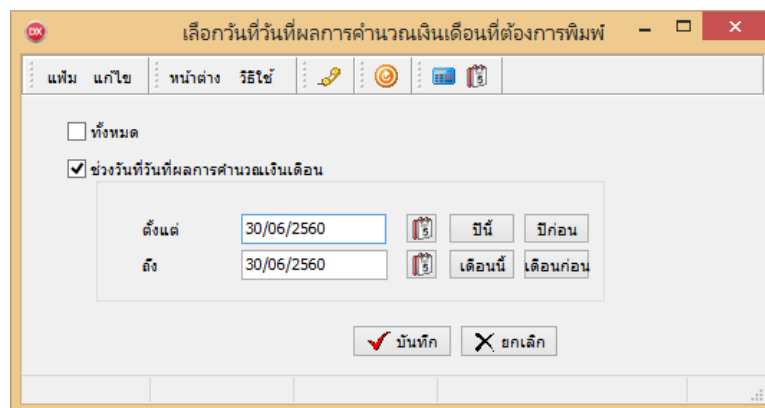 เลือกวันที่วันที่ผลการคำนวณเงินเดือนที่ต้องการพิมพ์
แฟ้ม แก้ไข หน้าต่าง วิธีใช้
ทั้งหมด
ช่วงวันที่วันที่ผลการคำนวณเงินเดือน
ตั้งแต่ 30/06/2560 5 ปีนี้ ปีก่อน
ถึง 30/06/2560 5 เดือนนี้ เดือนก่อน
บันทึก ยกเลิก